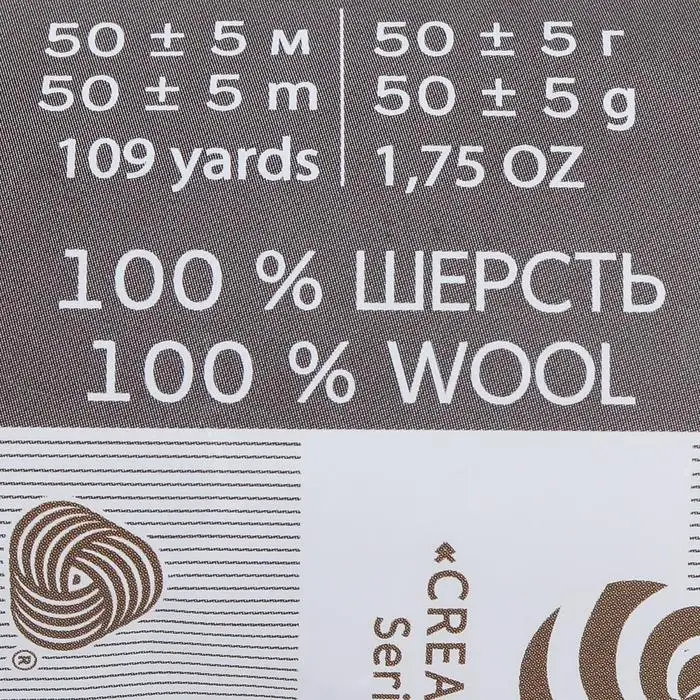 50 ± 5 м
50 ± 5 m
109 yards
50 ± 5 г
50 ± 5 g
1,75 OZ
100 % ШЕРСТЬ
100 % WOOL
®
«CREA
Seri